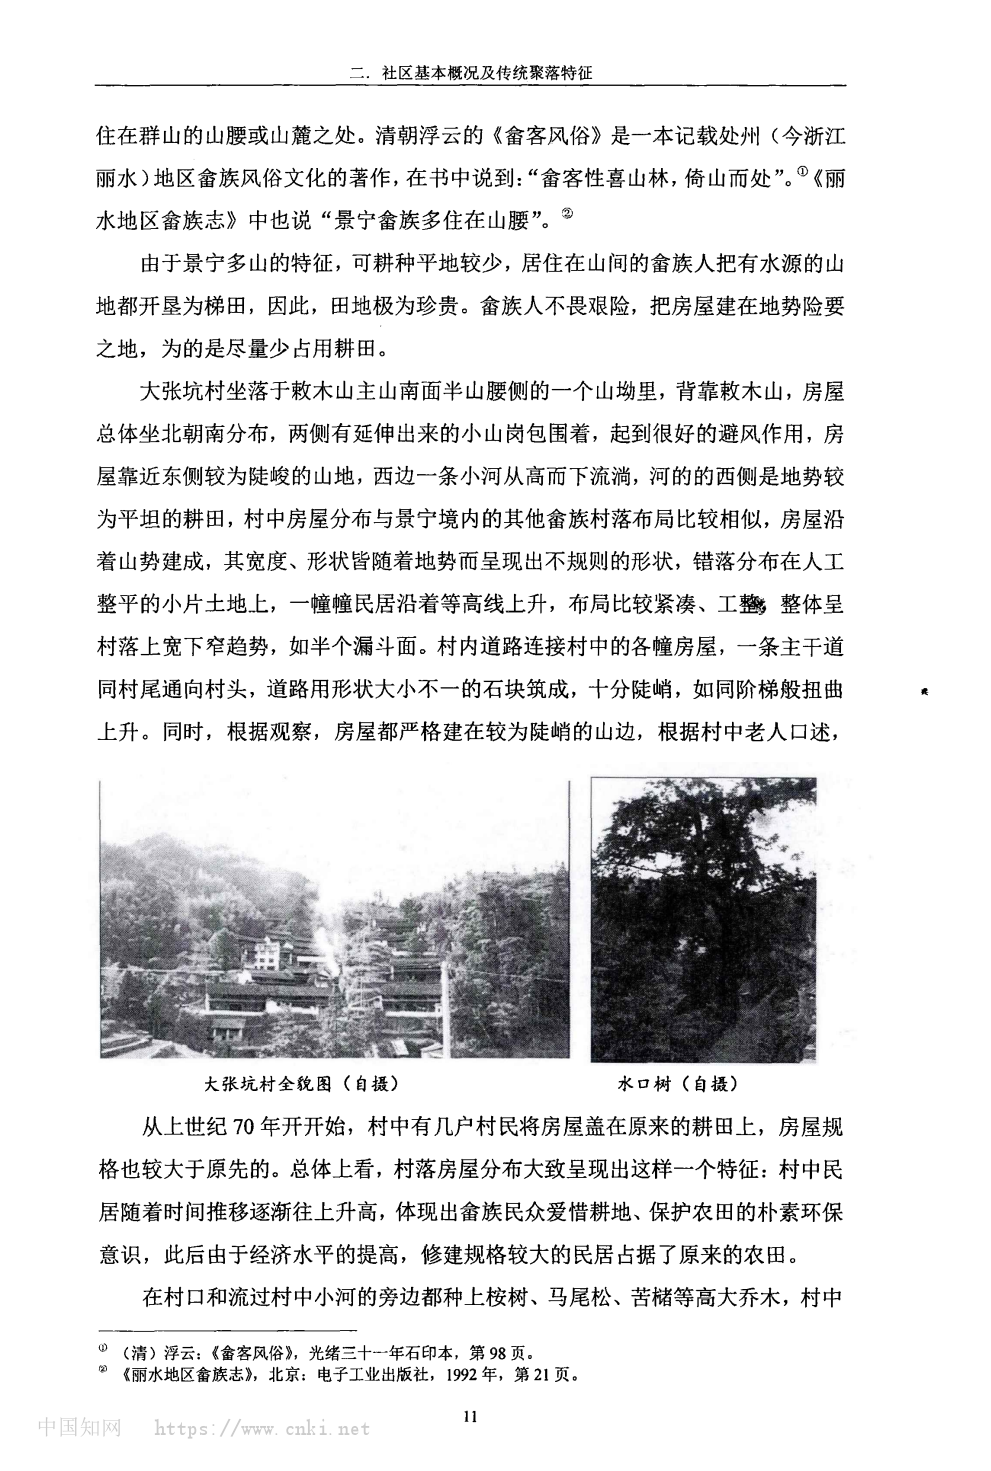 二．社区基本概况及传统聚落特征
住在群山的山腰或山麓之处。清朝浮云的《畲客风俗》是一本记载处州（今浙江
丽水）地区畲族风俗文化的著作，在书中说到：“畲客性喜山林，倚山而处”。①《丽
水地区畲族志》中也说“景宁畲族多住在山腰”。②
由于景宁多山的特征，可耕种平地较少，居住在山间的畲族人把有水源的山
地都开垦为梯田，因此，田地极为珍贵。畲族人不畏艰险，把房屋建在地势险要
之地，为的是尽量少占用耕田。
大张坑村坐落于敕木山主山南面半山腰侧的一个山坳里，背靠敕木山，房屋
总体坐北朝南分布，两侧有延伸出来的小山岗包围着，起到很好的避风作用，房
屋靠近东侧较为陡峻的山地，西边一条小河从高而下流淌，河的的西侧是地势较
为平坦的耕田，村中房屋分布与景宁境内的其他畲族村落布局比较相似，房屋沿
着山势建成，其宽度、形状皆随着地势而呈现出不规则的形状，错落分布在人工
整平的小片土地上，一幢幢民居沿着等高线上升，布局比较紧凑、工整，整体呈
村落上宽下窄趋势，如半个漏斗面。村内道路连接村中的各幢房屋，一条主干道
同村尾通向村头，道路用形状大小不一的石块筑成，十分陡峭，如同阶梯般扭曲
上升。同时，根据观察，房屋都严格建在较为陡峭的山边，根据村中老人口述，
大张坑村全貌图（自摄）
水口树（自摄）
从上世纪 70 年开开始，村中有几户村民将房屋盖在原来的耕田上，房屋规
格也较大于原先的。总体上看，村落房屋分布大致呈现出这样一个特征：村中民
居随着时间推移逐渐往上升高，体现出畲族民众爱惜耕地、保护农田的朴素环保
意识，此后由于经济水平的提高，修建规格较大的民居占据了原来的农田。
在村口和流过村中小河的旁边都种上桉树、马尾松、苦槠等高大乔木，村中
①（清）浮云：《畲客风俗》，光绪三十一年石印本，第 98 页。
②《丽水地区畲族志》，北京：电子工业出版社，1992 年，第 21 页。
11
中国知网 https://www.cnki.net